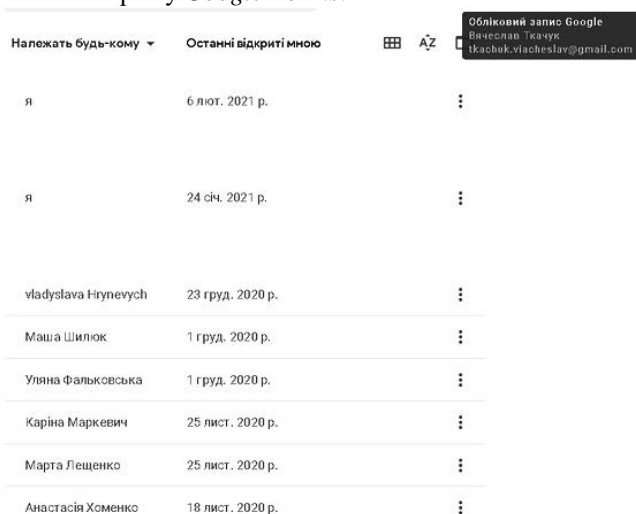 Обліковий запис Google
Вячеслав Ткачук
tkachuk.viacheslav@gmail.com
Належать будь-кому Останні відкриті мною AZ
я 6 лют. 2021 р.
я 24 січ. 2021 р.
vladyslava Hrynevych 23 груд. 2020 р.
Маша Шилюк 1 груд. 2020 р.
Уляна Фальковська 1 груд. 2020 р.
Каріна Маркевич 25 лист. 2020 р.
Марта Лещенко 25 лист. 2020 р.
Анастасія Хоменко 18 лист. 2020 р.